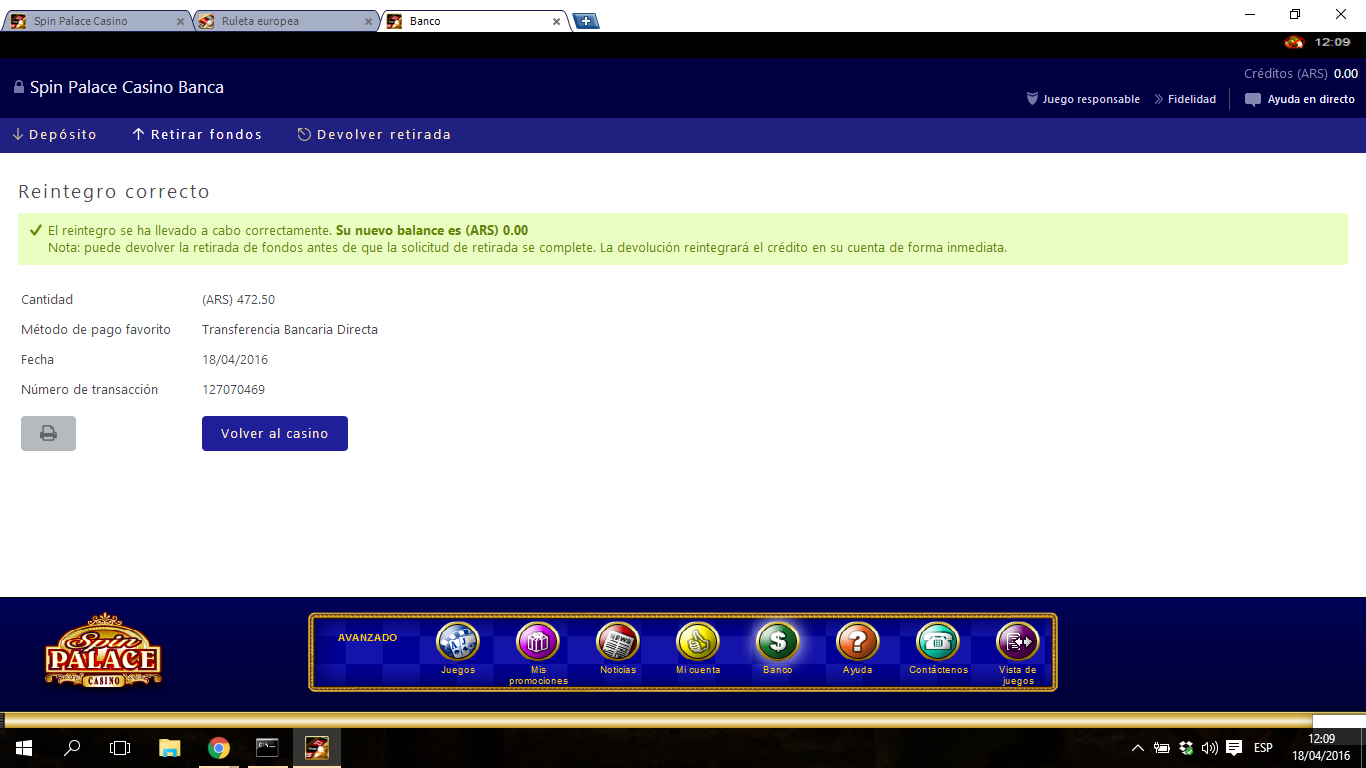 Spin Palace Casino
Ruleta europea
Banco
12:09
Créditos (ARS) 0.00
Spin Palace Casino Banca
Juego responsable
Fidelidad
Ayuda en directo
Depósito
Retirar fondos
Devolver retirada
Reintegro correcto
El reintegro se ha llevado a cabo correctamente. Su nuevo balance es (ARS) 0.00
Nota: puede devolver la retirada de fondos antes de que la solicitud de retirada se complete. La devolución reintegrará el crédito en su cuenta de forma inmediata.
Cantidad (ARS) 472.50
Método de pago favorito Transferencia Bancaria Directa
Fecha 18/04/2016
Número de transacción 127070469
Volver al casino
Spin
PALACE
CASINO
AVANZADO
NEWS
Juegos
Mis
promociones
Noticias
Mi cuenta
Banco
Ayuda
Contáctenos
Vista de
juegos
ESP
12:09
18/04/2016